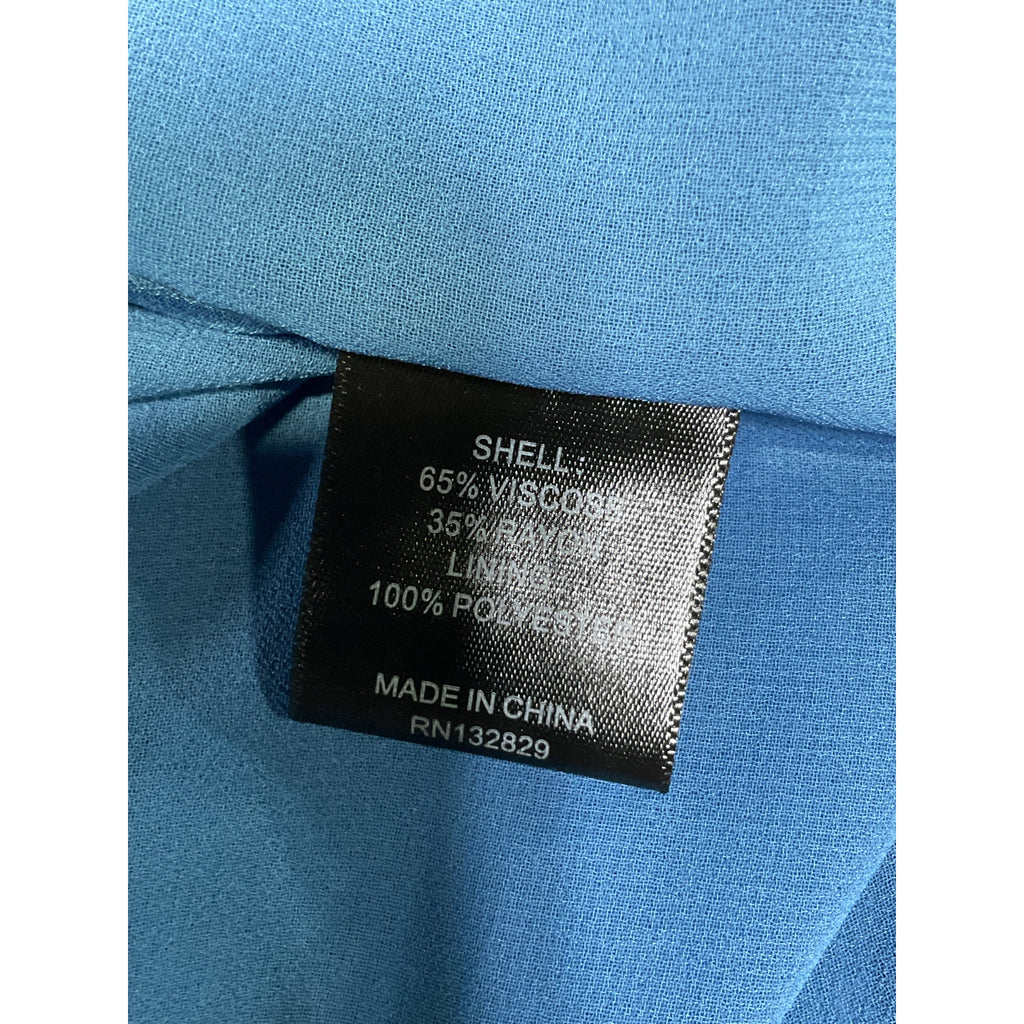 SHELL :
65% VISCOSE
35% RAYON
LINING
100% POLYESTER
MADE IN CHINA
RN132829